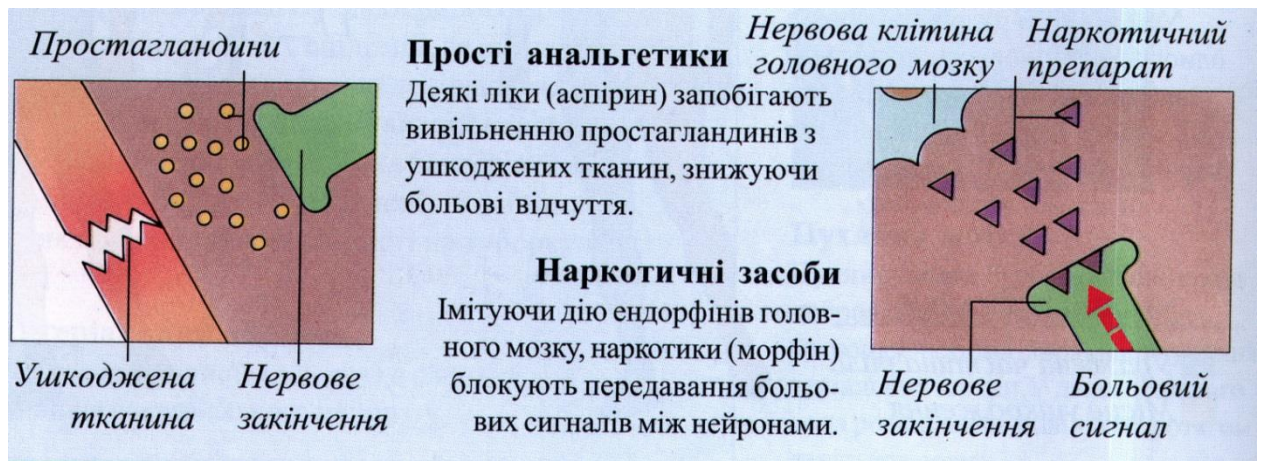 Простагландини
Ушкоджена
тканина
Нервове
закінчення
Прості анальгетики
Деякі ліки (аспірин) запобігають
вивільненню простагландинів з
ушкоджених тканин, знижуючи
больові відчуття.
Наркотичні засоби
Імітуючи дію ендорфінів голов-
ного мозку, наркотики (морфін)
блокують передавання больо-
вих сигналів між нейронами.
Нервова клітина
головного мозку
Наркотичний
препарат
Нервове
закінчення
Больовий
сигнал